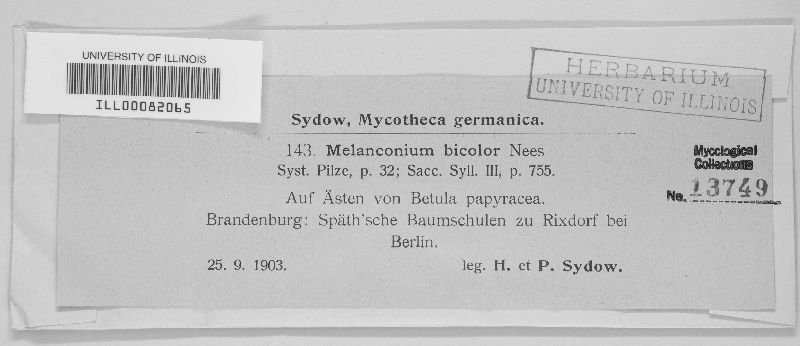 UNIVERSITY OF ILLINOIS
ILL00082065
HERBARIUM
UNIVERSITY OF ILLINOIS
Sydow, Mycotheca germanica.
143. Melanconium bicolor Nees
Syst. Pilze, p. 32; Sacc. Syll. III, p. 755.
Auf Ästen von Betula papyracea.
Brandenburg: Späth'sche Baumschulen zu Rixdorf bei
Berlin.
25. 9. 1903. leg. H. et P. Sydow.
Mycological
Collections
No. 13749